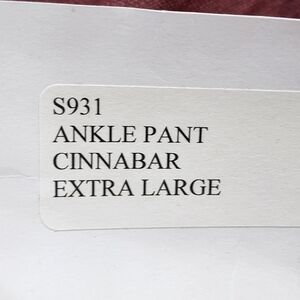 S931
ANKLE PANT
CINNABAR
EXTRA LARGE